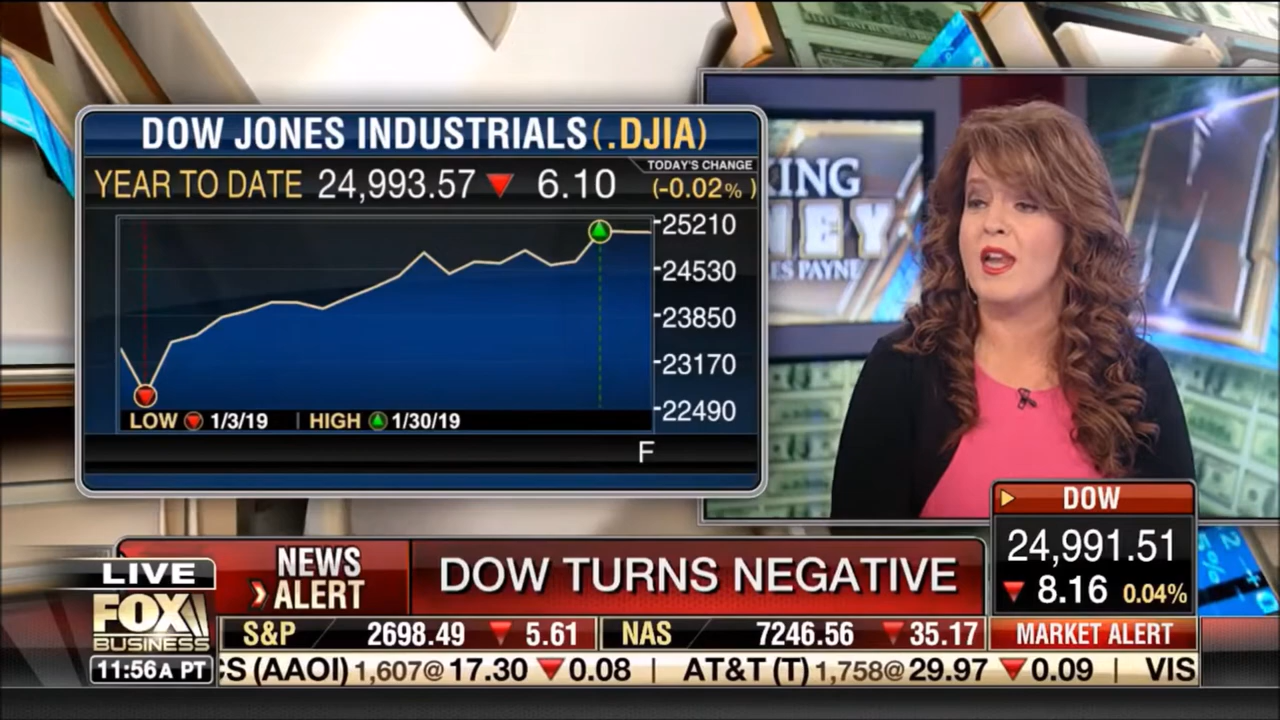 DOW JONES INDUSTRIALS (.DJIA)
TODAY'S CHANGE
YEAR TO DATE 24,993.57 ▼ 6.10 (-0.02%)
25210
24530
23850
23170
22490
LOW 1/3/19 | HIGH 1/30/19
F
KING
NEY
ES PAYNE
DOW
24,991.51
▼ 8.16 0.04%
MARKET ALERT
NEWS ALERT
DOW TURNS NEGATIVE
LIVE
FOX
BUSINESS
11:56A PT
S&P 2698.49 ▼ 5.61
NAS 7246.56 ▼ 35.17
CS (AAOI) 1,607@17.30 ▼ 0.08 | AT&T (T) 1,758@29.97 ▼ 0.09 | VIS